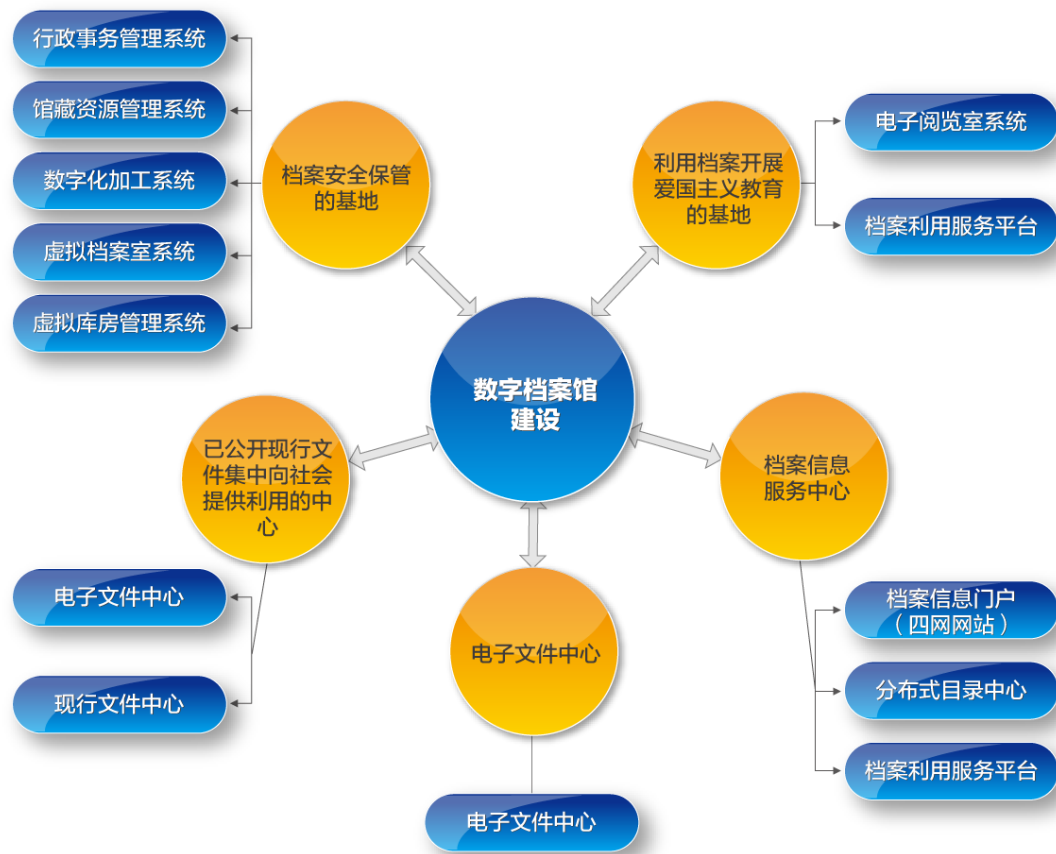 行政事务管理系统
馆藏资源管理系统
数字化加工系统
虚拟档案室系统
虚拟库房管理系统
档案安全保管
的基地
利用档案开展
爱国主义教育
的基地
电子阅览室系统
档案利用服务平台
数字档案馆
建设
已公开现行文
件集中向社会
提供利用的中
心
电子文件中心
现行文件中心
电子文件中心
电子文件中心
档案信息
服务中心
档案信息门户
（四网网站）
分布式目录中心
档案利用服务平台